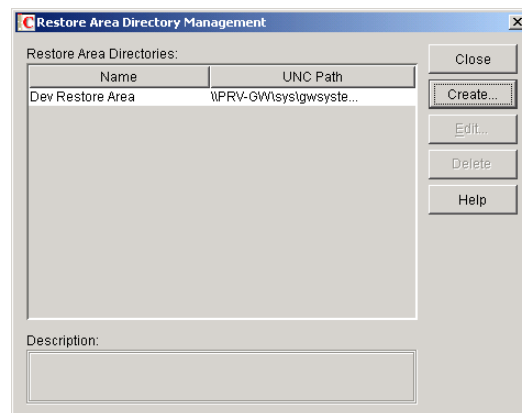 Restore Area Directory Management
Restore Area Directories:
Name UNC Path
Dev Restore Area \\PRV-GW\sys\gwsyste...
Close
Create...
Edit...
Delete
Help
Description: